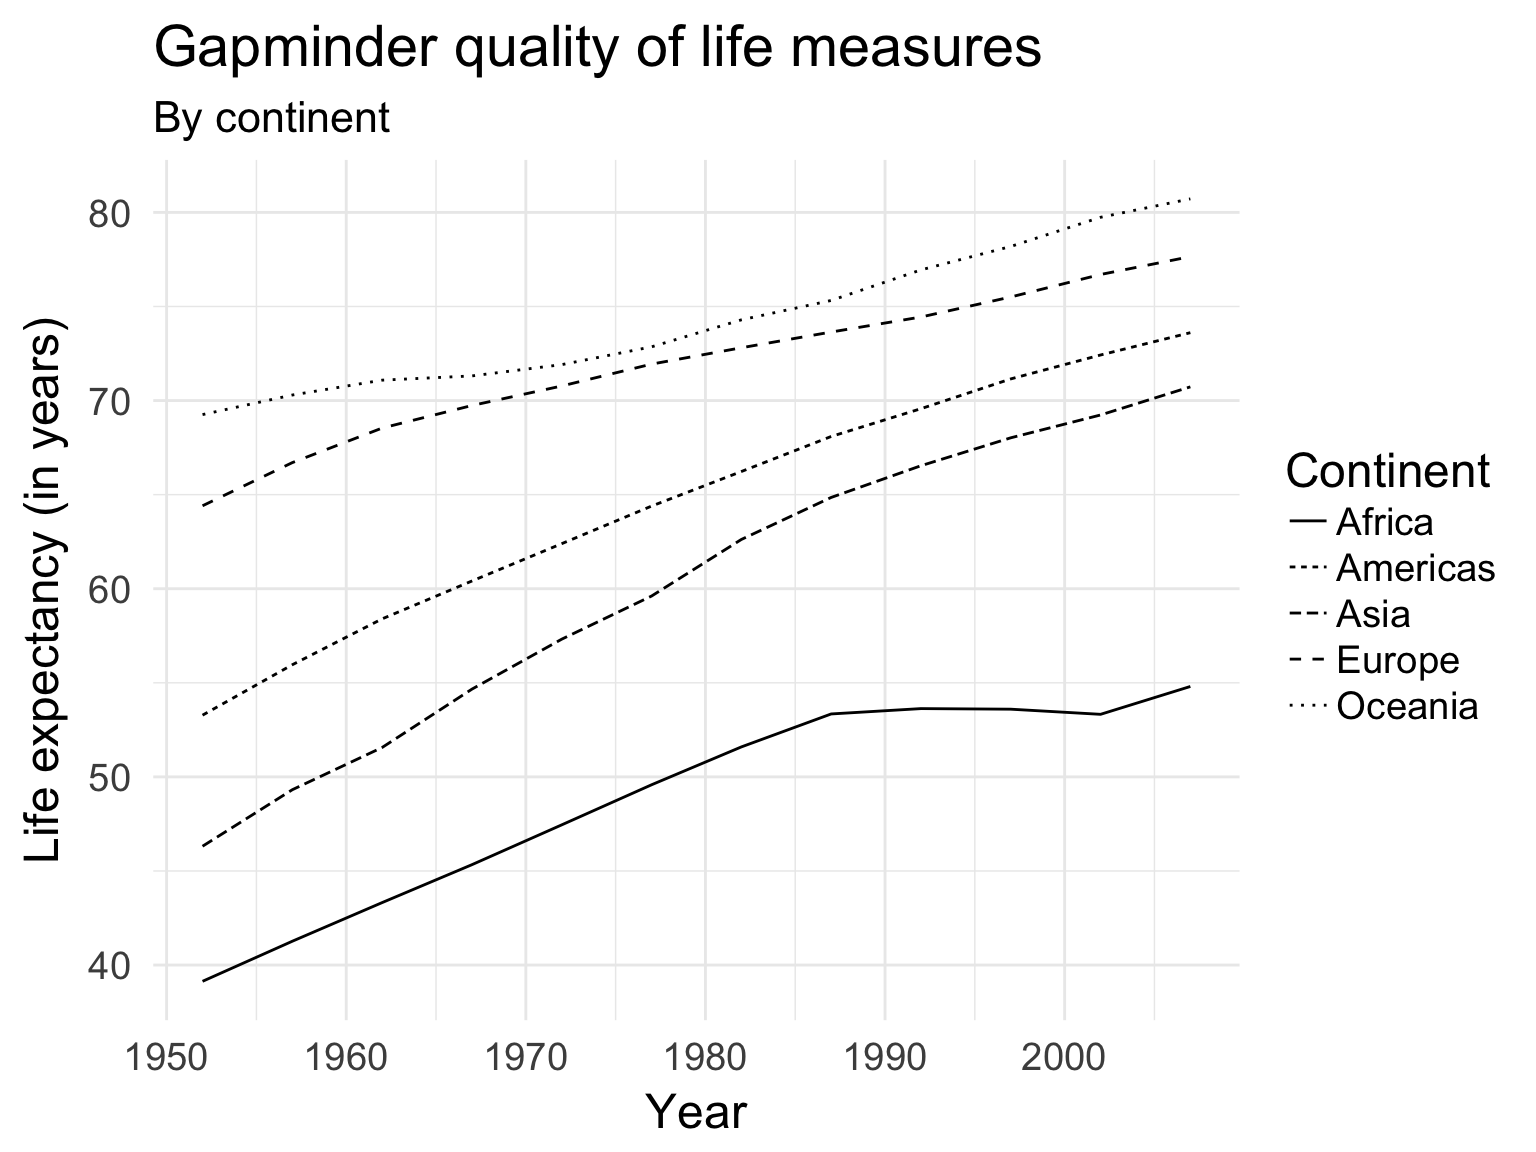 Gapminder quality of life measures
By continent
Life expectancy (in years)
80
70
60
50
40
1950 1960 1970 1980 1990 2000
Year
Continent
Africa
Americas
Asia
Europe
Oceania